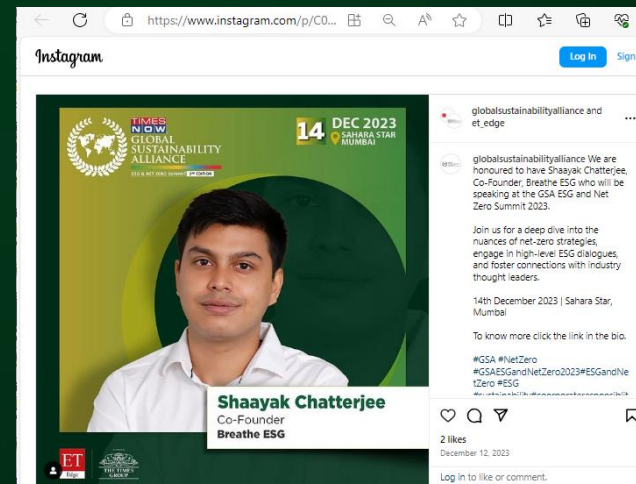 https://www.instagram.com/p/C0...
Instagram
Log In
Sign
TIMES
NOW
GLOBAL
SUSTAINABILITY
ALLIANCE
ESG & NET ZERO SUMMIT 2ND EDITION
14 DEC 2023
SAHARA STAR
MUMBAI
Shaayak Chatterjee
Co-Founder
Breathe ESG
ET
Edge
THE TIMES
GROUP
globalsustainabilityalliance and
et_edge
globalsustainabilityalliance We are
honoured to have Shaayak Chatterjee,
Co-Founder, Breathe ESG who will be
speaking at the GSA ESG and Net
Zero Summit 2023.
Join us for a deep dive into the
nuances of net-zero strategies,
engage in high-level ESG dialogues,
and foster connections with industry
thought leaders.
14th December 2023 | Sahara Star,
Mumbai
To know more click the link in the bio.
#GSA #NetZero
#GSAESGandNetZero2023#ESGandNe
tZero #ESG
2 likes
December 12, 2023
Log in to like or comment.